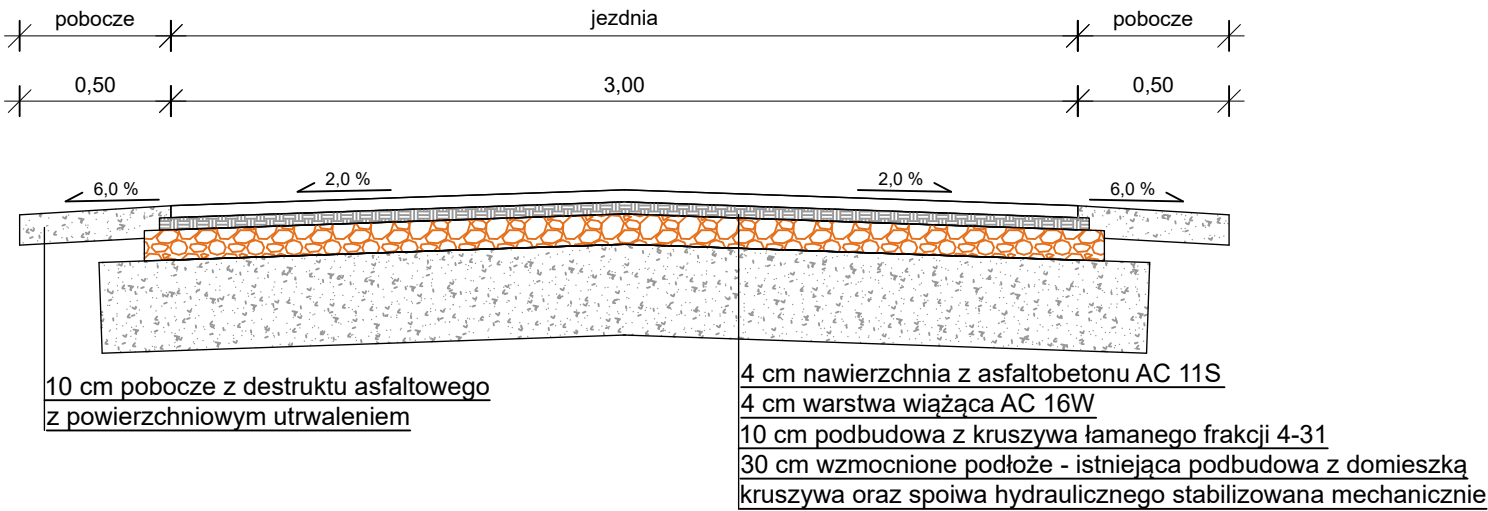 pobocze
jezdnia
pobocze
0,50
3,00
0,50
6,0 %
2,0 %
2,0 %
6,0 %
10 cm pobocze z destruktu asfaltowego
z powierzchniowym utrwaleniem
4 cm nawierzchnia z asfaltobetonu AC 11S
4 cm warstwa wiążąca AC 16W
10 cm podbudowa z kruszywa łamanego frakcji 4-31
30 cm wzmocnione podłoże - istniejąca podbudowa z domieszką
kruszywa oraz spoiwa hydraulicznego stabilizowana mechanicznie